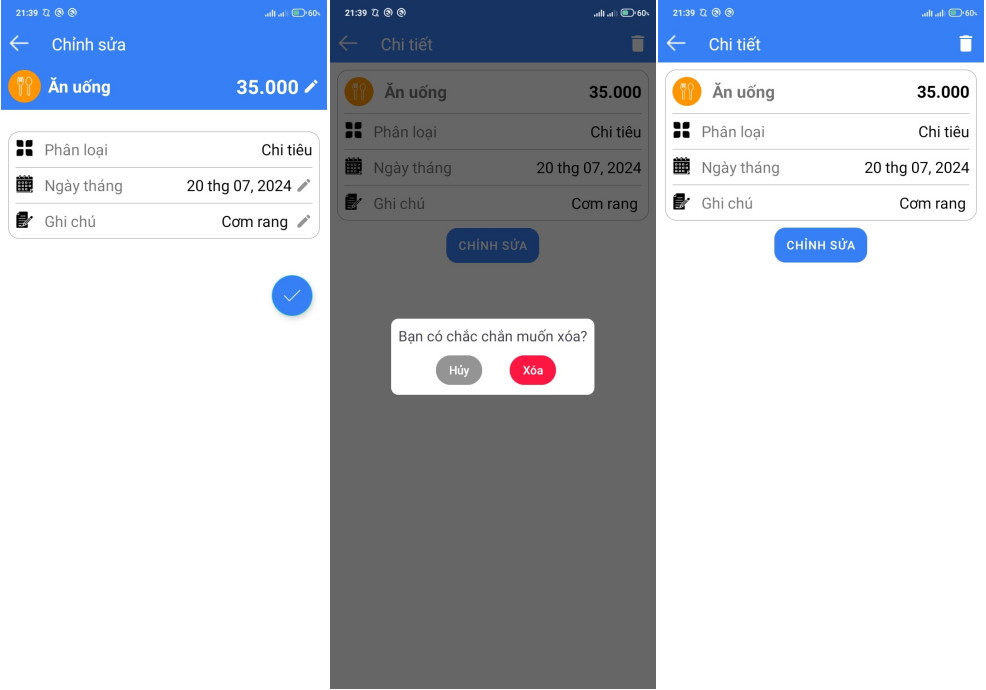 21:39 60%
Chỉnh sửa
Ăn uống 35.000
Phân loại Chi tiêu
Ngày tháng 20 thg 07, 2024
Ghi chú Cơm rang
21:39 60%
Chi tiết
Ăn uống 35.000
Phân loại Chi tiêu
Ngày tháng 20 thg 07, 2024
Ghi chú Cơm rang
CHỈNH SỬA
Bạn có chắc chắn muốn xóa?
Hủy Xóa
21:39 60%
Chi tiết
Ăn uống 35.000
Phân loại Chi tiêu
Ngày tháng 20 thg 07, 2024
Ghi chú Cơm rang
CHỈNH SỬA